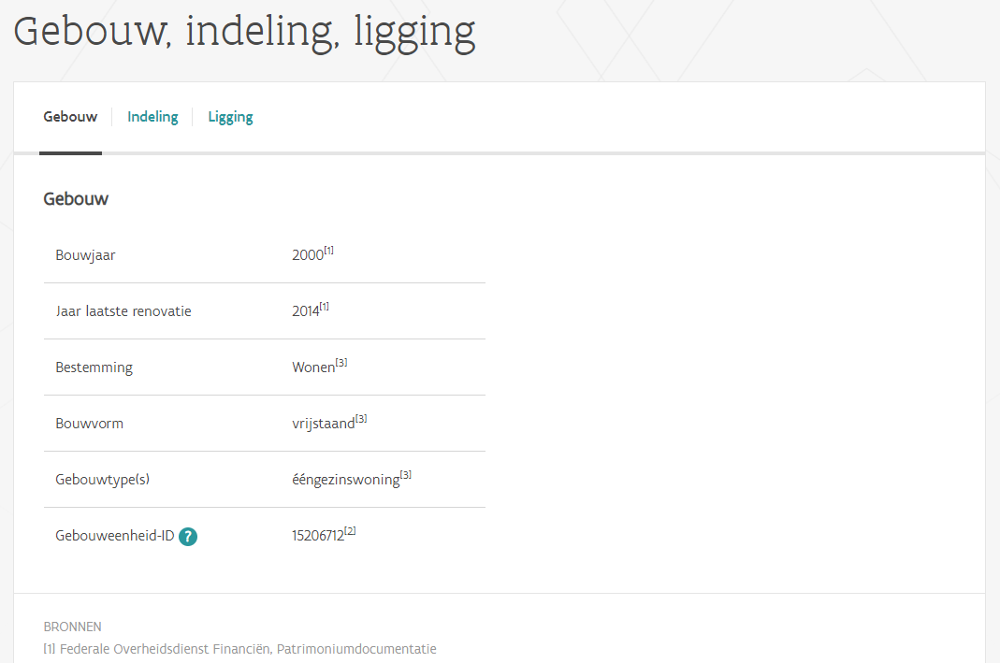 Gebouw, indeling, ligging
Gebouw Indeling Ligging
Gebouw
Bouwjaar 2000[1]
Jaar laatste renovatie 2014[1]
Bestemming Wonen[3]
Bouwvorm vrijstaand[3]
Gebouwtype(s) ééngezinswoning[3]
Gebouweenheid-ID ? 15206712[2]
BRONNEN
[1] Federale Overheidsdienst Financiën, Patrimoniumdocumentatie